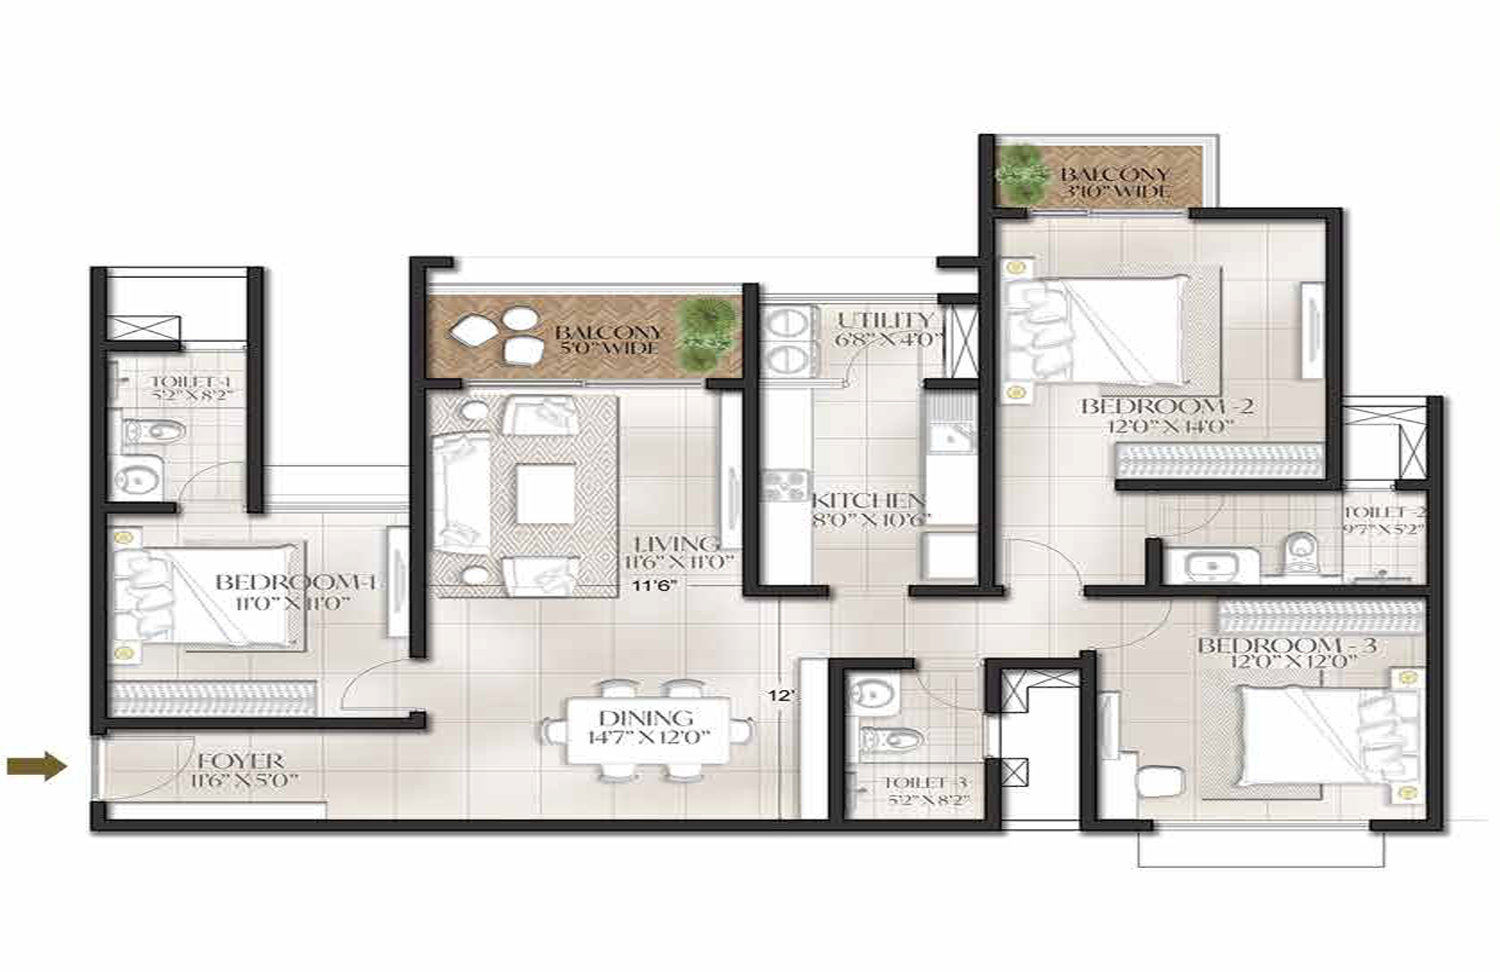 BALCONY
3'10" WIDE
UTILITY
6'8" X 4'0"
BALCONY
5'0" WIDE
TOILET-1
5'2" X 8'2"
BEDROOM -2
12'0" X 14'0"
KITCHEN
8'0" X 10'6"
TOILET-2
9'7" X 5'2"
LIVING
11'6" X 11'0"
11'6"
BEDROOM-1
11'0" X 11'0"
BEDROOM - 3
12'0" X 12'0"
12'
DINING
14'7" X 12'0"
FOYER
11'6" X 5'0"
TOILET -3
5'2" X 8'2"